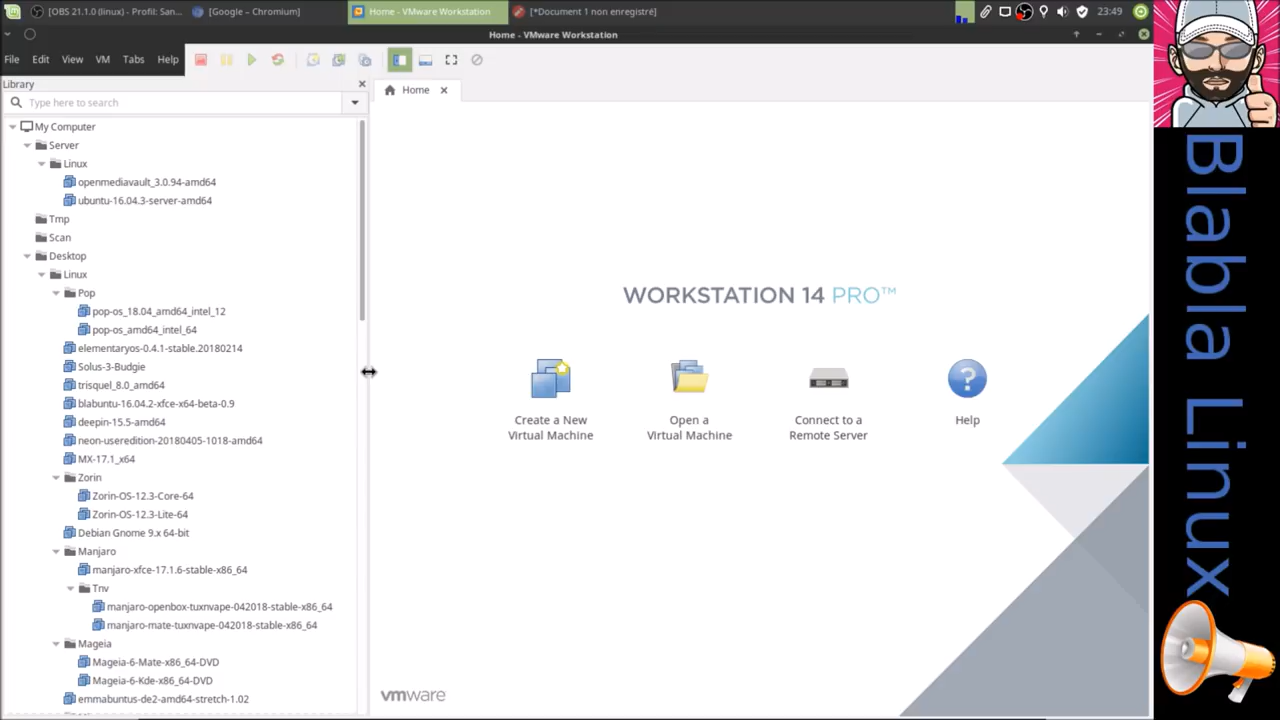 [OBS 21.1.0 (linux) - Profil: San...
[Google – Chromium]
Home - VMware Workstation
[*Document 1 non enregistré]
23:49
Home - VMware Workstation
File Edit View VM Tabs Help
Library
Home
Type here to search
My Computer
Server
Linux
openmediavault_3.0.94-amd64
ubuntu-16.04.3-server-amd64
Tmp
Scan
Desktop
Linux
Pop
pop-os_18.04_amd64_intel_12
pop-os_amd64_intel_64
elementaryos-0.4.1-stable.20180214
Solus-3-Budgie
trisquel_8.0_amd64
blabuntu-16.04.2-xfce-x64-beta-0.9
deepin-15.5-amd64
neon-useredition-20180405-1018-amd64
MX-17.1_x64
Zorin
Zorin-OS-12.3-Core-64
Zorin-OS-12.3-Lite-64
Debian Gnome 9.x 64-bit
Manjaro
manjaro-xfce-17.1.6-stable-x86_64
Tnv
manjaro-openbox-tuxnvape-042018-stable-x86_64
manjaro-mate-tuxnvape-042018-stable-x86_64
Mageia
Mageia-6-Mate-x86_64-DVD
Mageia-6-Kde-x86_64-DVD
emmabuntus-de2-amd64-stretch-1.02
WORKSTATION 14 PRO™
Create a New
Virtual Machine
Open a
Virtual Machine
Connect to a
Remote Server
?
Help
vmware
Blabla Linux